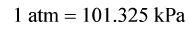 1 atm = 101.325 kPa